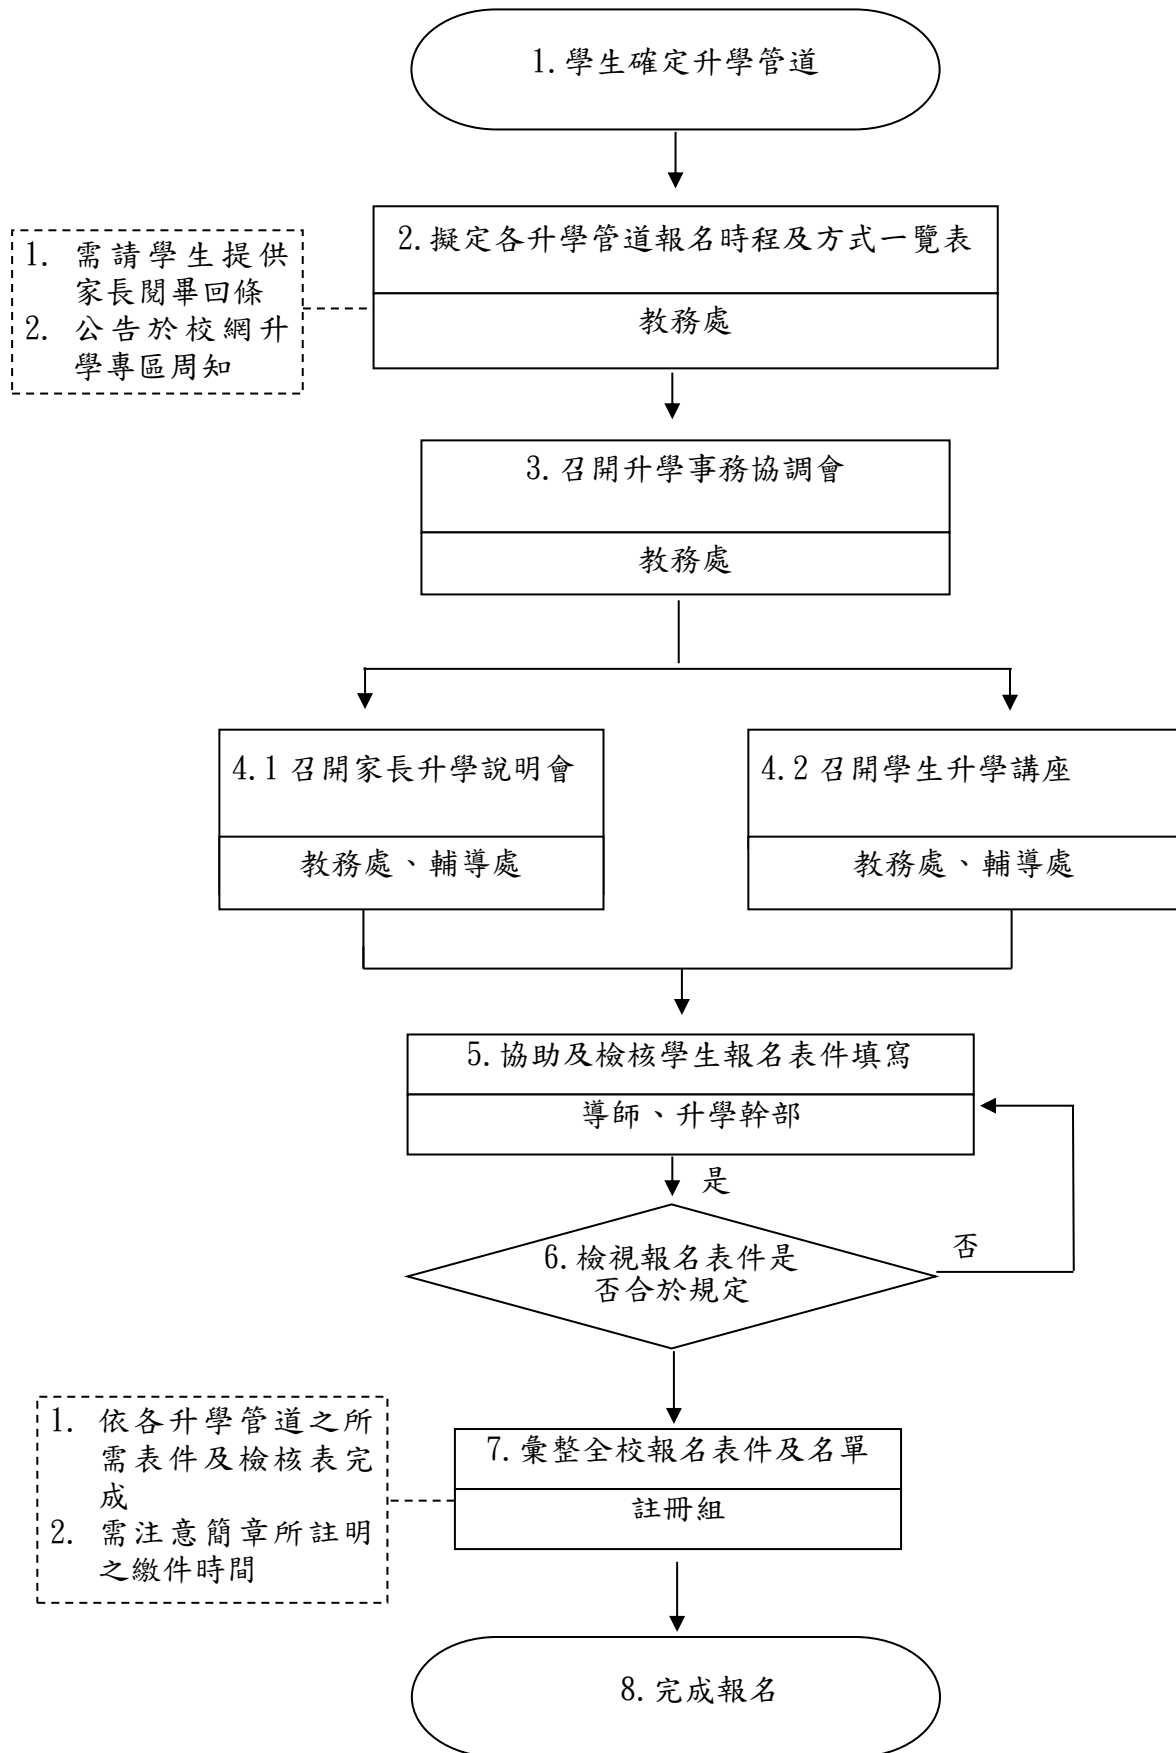 1.學生確定升學管道
2.擬定各升學管道報名時程及方式一覽表
教務處
1. 需請學生提供
家長閱畢回條
2. 公告於校網升
學專區周知
3.召開升學事務協調會
教務處
4.1 召開家長升學說明會
教務處、輔導處
4.2 召開學生升學講座
教務處、輔導處
5.協助及檢核學生報名表件填寫
導師、升學幹部
是
6.檢視報名表件是
否合於規定
否
7.彙整全校報名表件及名單
註冊組
1. 依各升學管道之所
需表件及檢核表完
成
2. 需注意簡章所註明
之繳件時間
8.完成報名